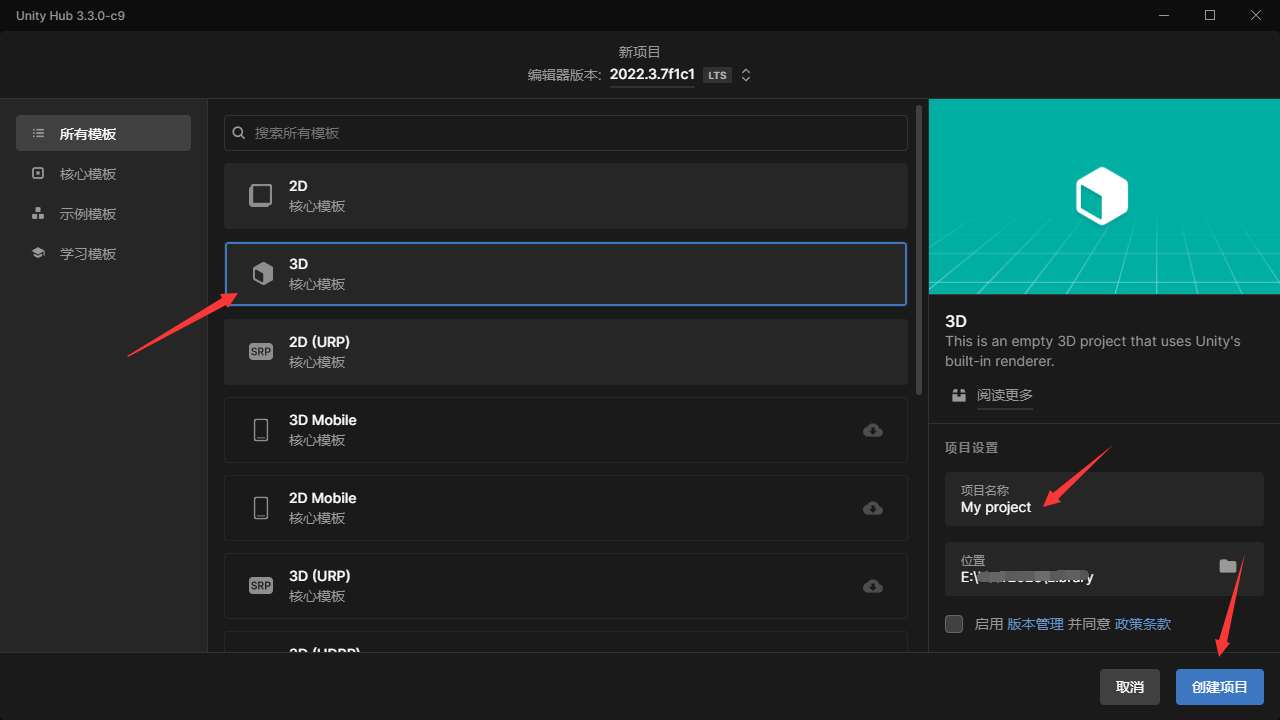 Unity Hub 3.3.0-c9
新项目
编辑器版本: 2022.3.7f1c1 LTS
所有模板
核心模板
示例模板
学习模板
搜索所有模板
2D
核心模板
3D
核心模板
SRP
2D (URP)
核心模板
3D Mobile
核心模板
2D Mobile
核心模板
SRP
3D (URP)
核心模板
3D
This is an empty 3D project that uses Unity's
built-in renderer.
阅读更多
项目设置
项目名称
My project
位置
E:\
启用 版本管理 并同意 政策条款
取消
创建项目